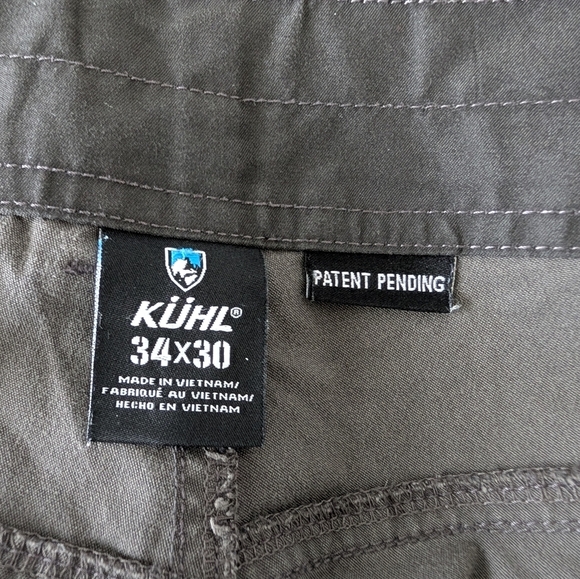 KÜHL®
34X30
MADE IN VIETNAM/
FABRIQUÉ AU VIETNAM/
HECHO EN VIETNAM
PATENT PENDING